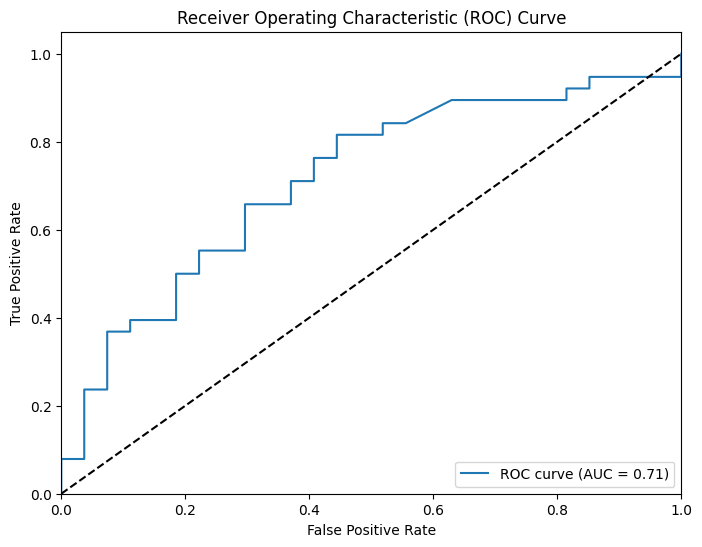 Receiver Operating Characteristic (ROC) Curve
1.0
0.8
0.6
0.4
0.2
0.0
True Positive Rate
0.0 0.2 0.4 0.6 0.8 1.0
False Positive Rate
ROC curve (AUC = 0.71)